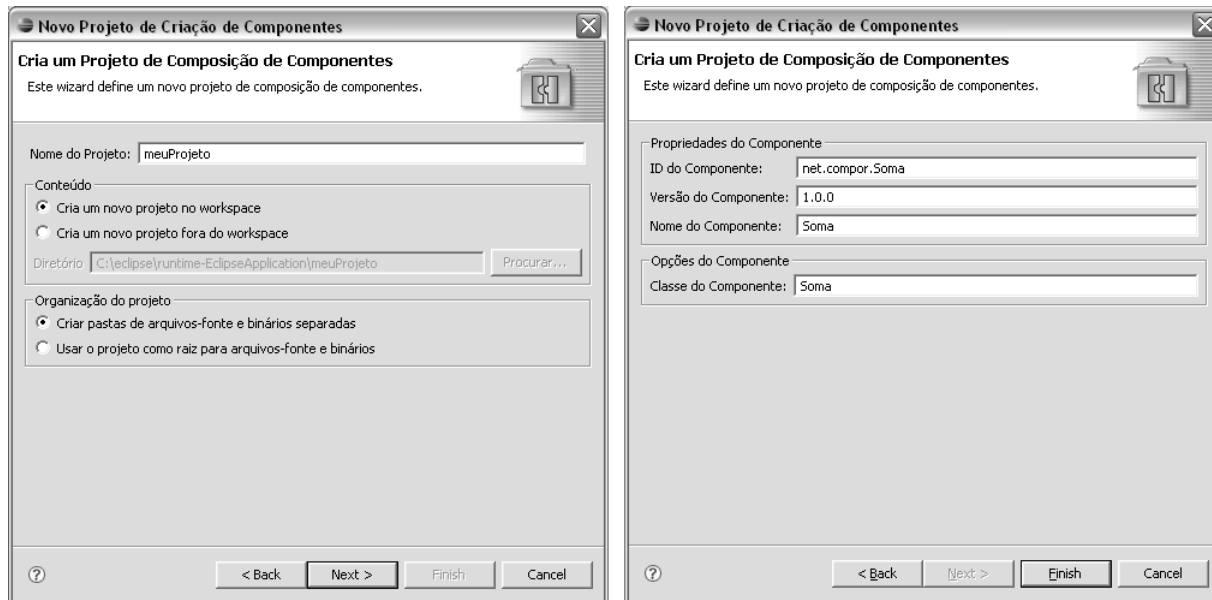 Novo Projeto de Criação de Componentes
Cria um Projeto de Composição de Componentes
Este wizard define um novo projeto de composição de componentes.
Nome do Projeto: meuProjeto
Conteúdo
Cria um novo projeto no workspace
Cria um novo projeto fora do workspace
Diretório C:\eclipse\runtime-EclipseApplication\meuProjeto Procurar...
Organização do projeto
Criar pastas de arquivos-fonte e binários separadas
Usar o projeto como raiz para arquivos-fonte e binários
? < Back Next > Finish Cancel
Novo Projeto de Criação de Componentes
Cria um Projeto de Composição de Componentes
Este wizard define um novo projeto de composição de componentes.
Propriedades do Componente
ID do Componente: net.compor.Soma
Versão do Componente: 1.0.0
Nome do Componente: Soma
Opções do Componente
Classe do Componente: Soma
? < Back Next > Finish Cancel